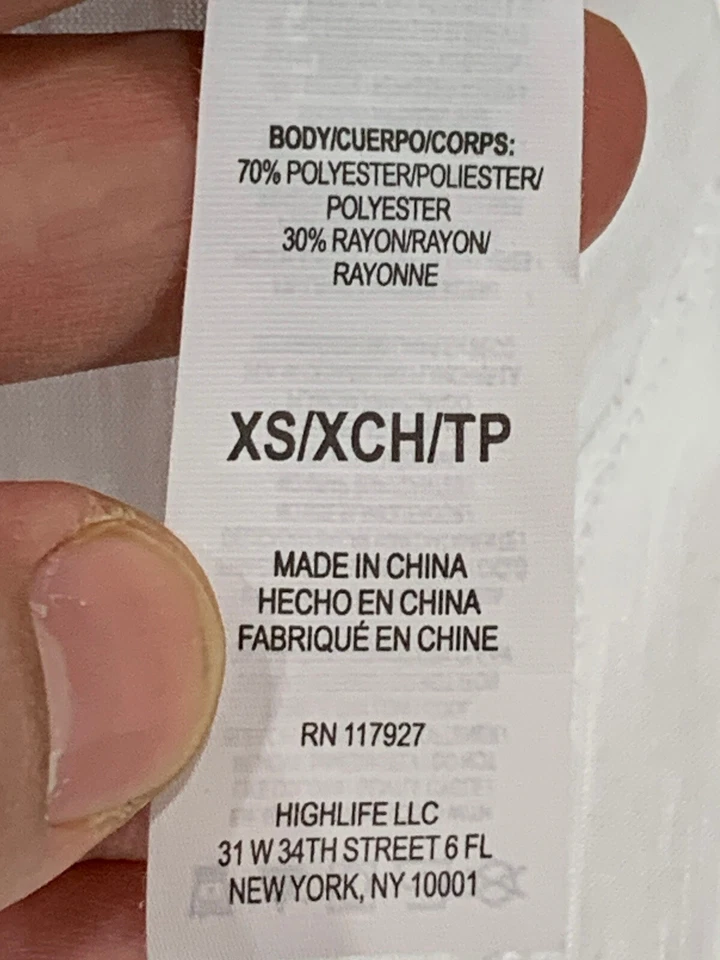 BODY/CUERPO/CORPS:
70% POLYESTER/POLIESTER/
POLYESTER
30% RAYON/RAYON/
RAYONNE
XS/XCH/TP
MADE IN CHINA
HECHO EN CHINA
FABRIQUÉ EN CHINE
RN 117927
HIGHLIFE LLC
31 W 34TH STREET 6 FL
NEW YORK, NY 10001